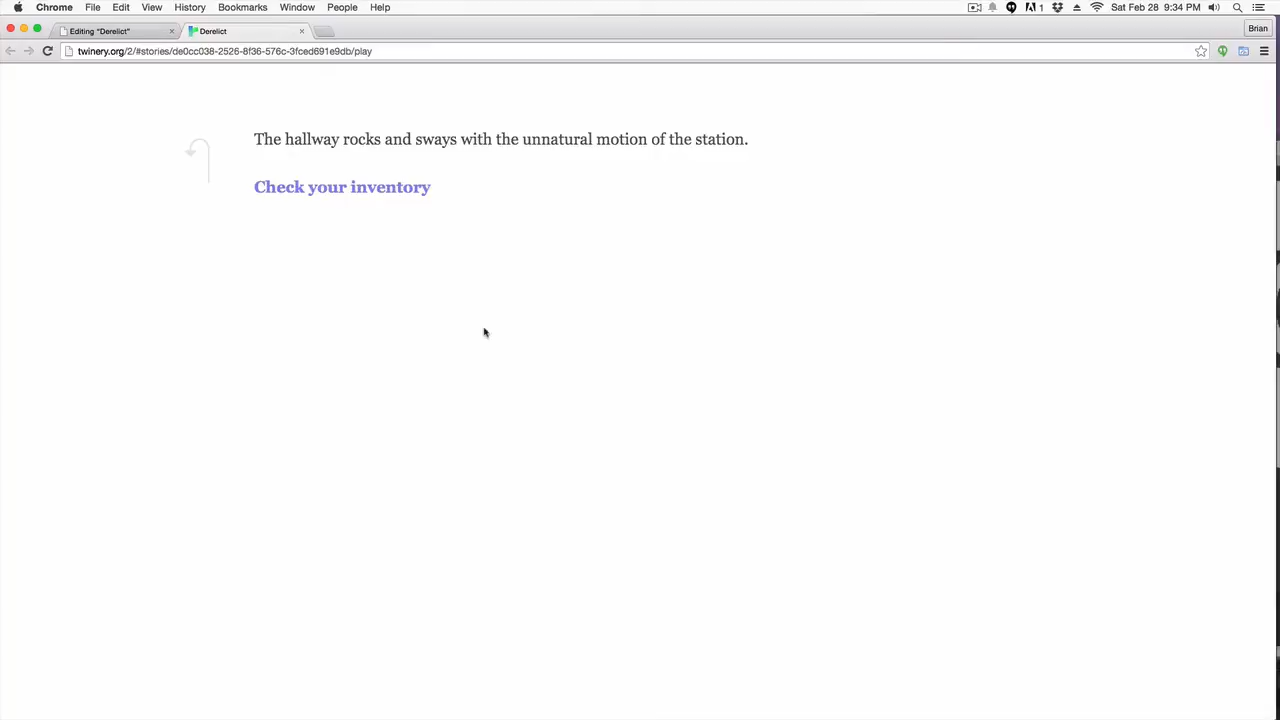 Chrome File Edit View History Bookmarks Window People Help 1 Sat Feb 28 9:34 PM
Editing "Derelict" Derelict Brian
twinery.org/2/#stories/de0cc038-2526-8f36-576c-3fced691e9db/play
The hallway rocks and sways with the unnatural motion of the station.
Check your inventory